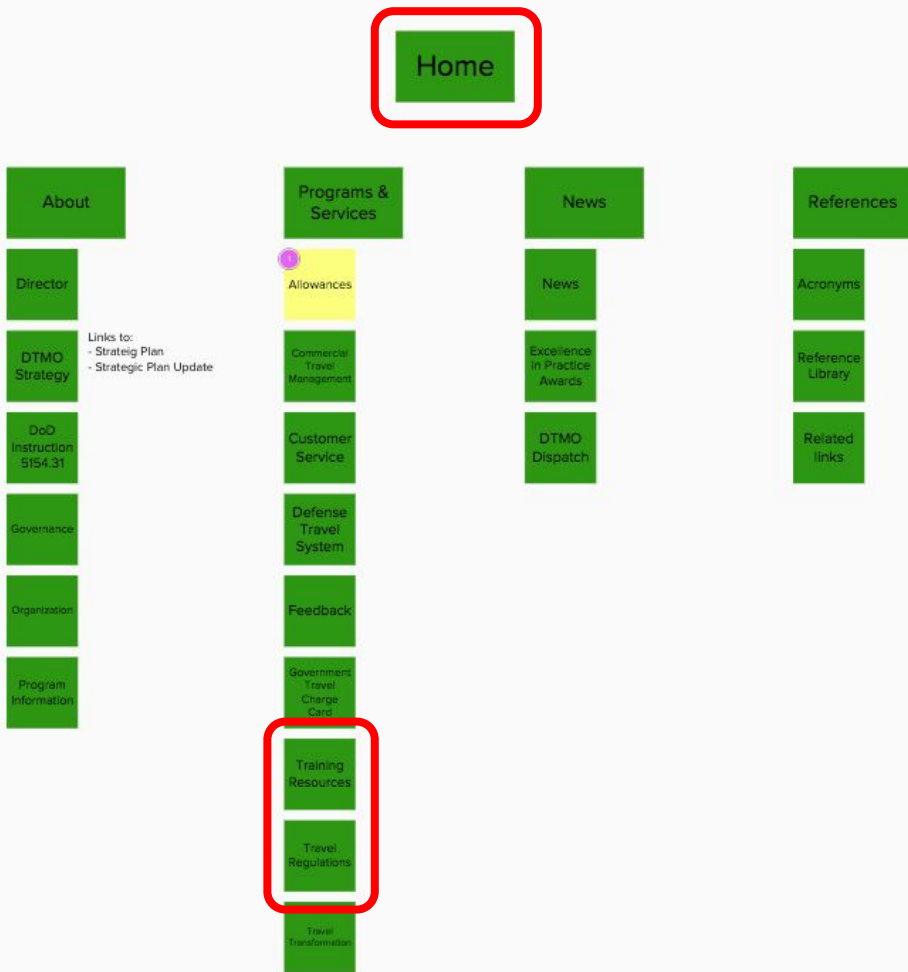 Home
About
Director
DTMO
Strategy
Links to:
- Strateig Plan
- Strategic Plan Update
DoD
Instruction
5154.31
Governance
Organization
Program
Information
Programs &
Services
1
Allowances
Commercial
Travel
Management
Customer
Service
Defense
Travel
System
Feedback
Government
Travel
Charge
Card
Training
Resources
Travel
Regulations
Travel
Transformation
News
News
Excellence
in Practice
Awards
DTMO
Dispatch
References
Acronyms
Reference
Library
Related
links